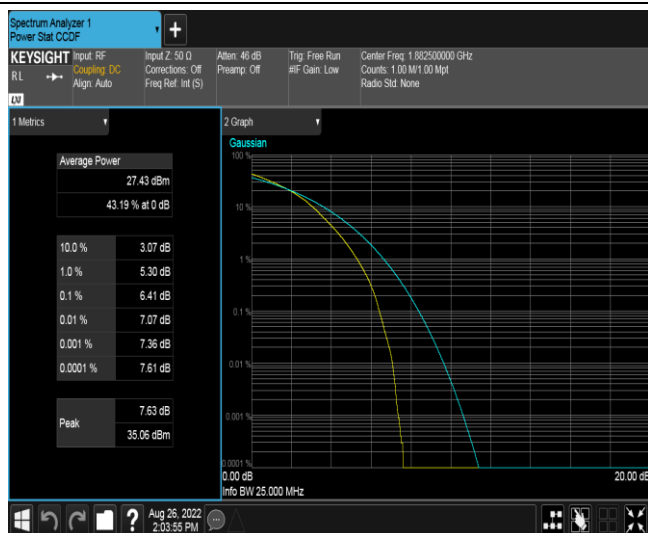 Spectrum Analyzer 1
Power Stat CCDF
+
KEYSIGHT
RL
LXI
Input: RF
Coupling: DC
Align: Auto
Input Z: 50 Ω
Corrections: Off
Freq Ref: Int (S)
Atten: 46 dB
Preamp: Off
Trig: Free Run
#IF Gain: Low
Center Freq: 1.882500000 GHz
Counts: 1.00 M/1.00 Mpt
Radio Std: None
1 Metrics
Average Power
27.43 dBm
43.19 % at 0 dB
10.0 % 3.07 dB
1.0 % 5.30 dB
0.1 % 6.41 dB
0.01 % 7.07 dB
0.001 % 7.36 dB
0.0001 % 7.61 dB
Peak
7.63 dB
35.06 dBm
2 Graph
Gaussian
100 %
10 %
1 %
0.1 %
0.01 %
0.001 %
0.0001 %
0.00 dB 20.00 dB
Info BW 25.000 MHz
?
Aug 26, 2022
2:03:55 PM